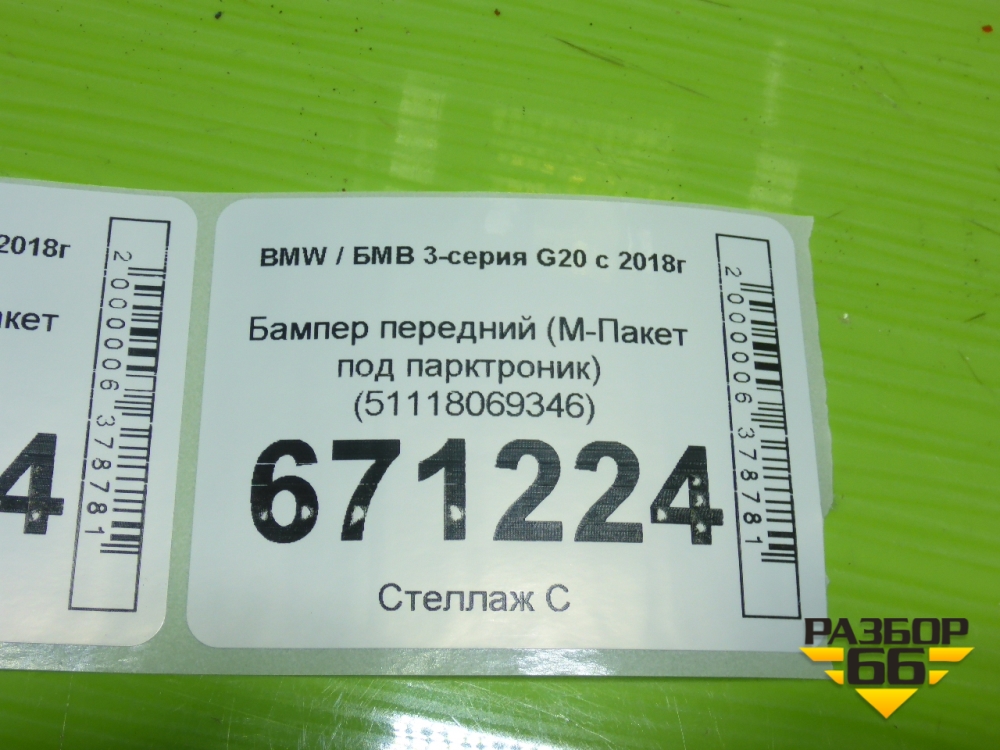 2018г
акет
4
2000006378781
BMW / БМВ 3-серия G20 с 2018г
Бампер передний (М-Пакет
под парктроник)
(51118069346)
671224
Стеллаж С
2000006378781
РАЗБОР
66